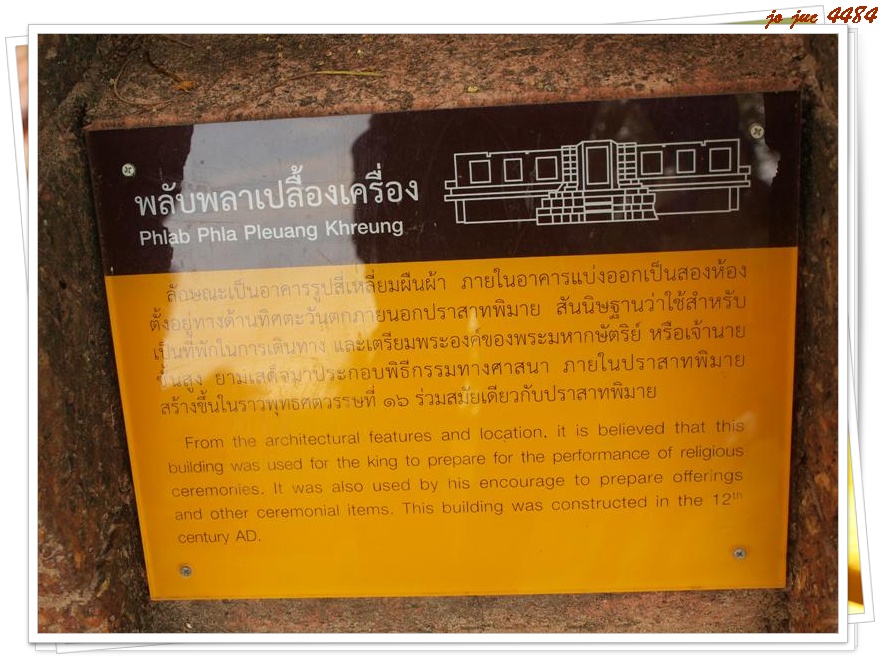 jo jue 4484
พลับพลาเปลื้องเครื่อง
Phlab Phla Pleuang Khreung
ลักษณะเป็นอาคารรูปสี่เหลี่ยมผืนผ้า ภายในอาคารแบ่งออกเป็นสองห้อง
ตั้งอยู่ทางด้านทิศตะวันตกภายนอกปราสาทพิมาย สันนิษฐานว่าใช้สำหรับ
เป็นที่พักในการเดินทาง และเตรียมพระองค์ของพระมหากษัตริย์ หรือเจ้านาย
ชั้นสูง ยามเสด็จมาประกอบพิธีกรรมทางศาสนา ภายในปราสาทพิมาย
สร้างขึ้นในราวพุทธศตวรรษที่ ๑๖ ร่วมสมัยเดียวกับปราสาทพิมาย
From the architectural features and location, it is believed that this
building was used for the king to prepare for the performance of religious
ceremonies. It was also used by his encourage to prepare offerings
and other ceremonial items. This building was constructed in the 12th
century AD.